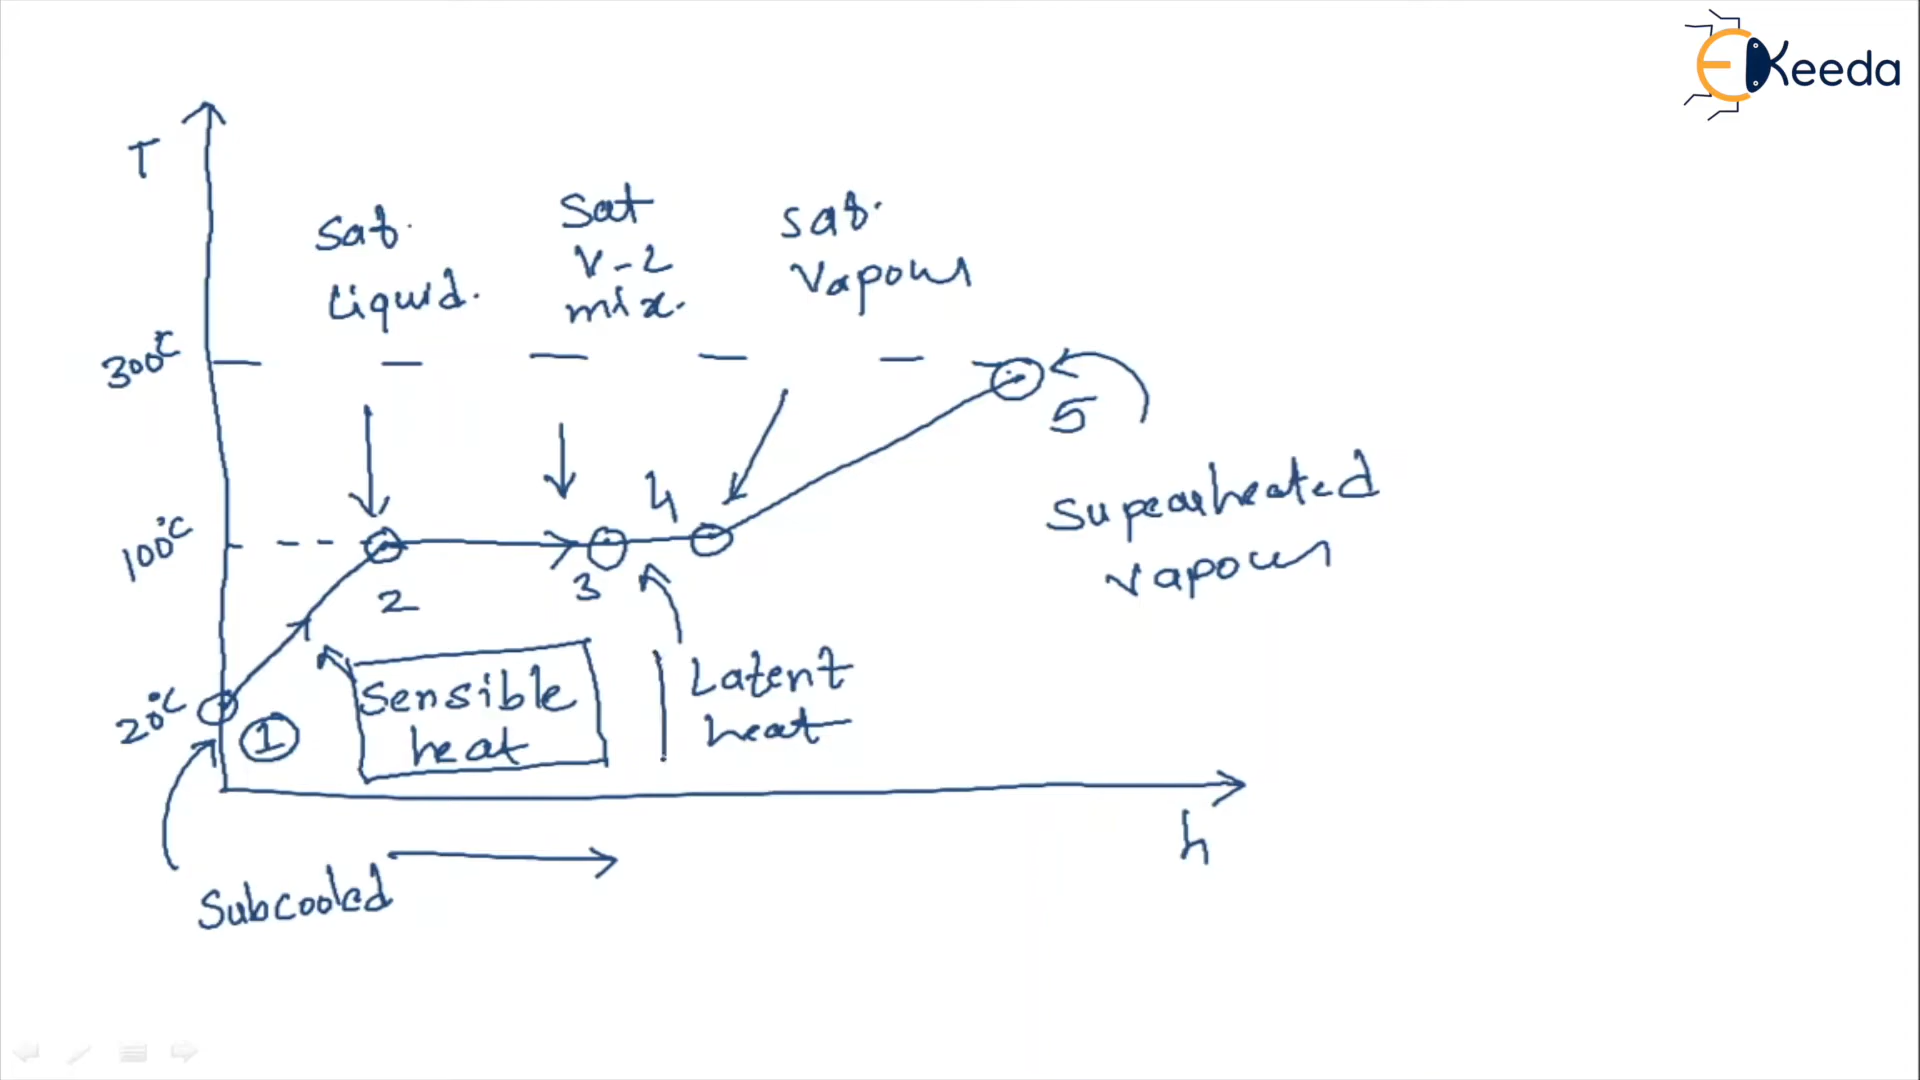 EKeeda
T
Sat.
Liquid.
Sat
V-L
mix.
Sat.
Vapour
300°C
5
4
Superheated
Vapour
100°C
2
3
Sensible
heat
Latent
heat
20°C
1
h
Subcooled